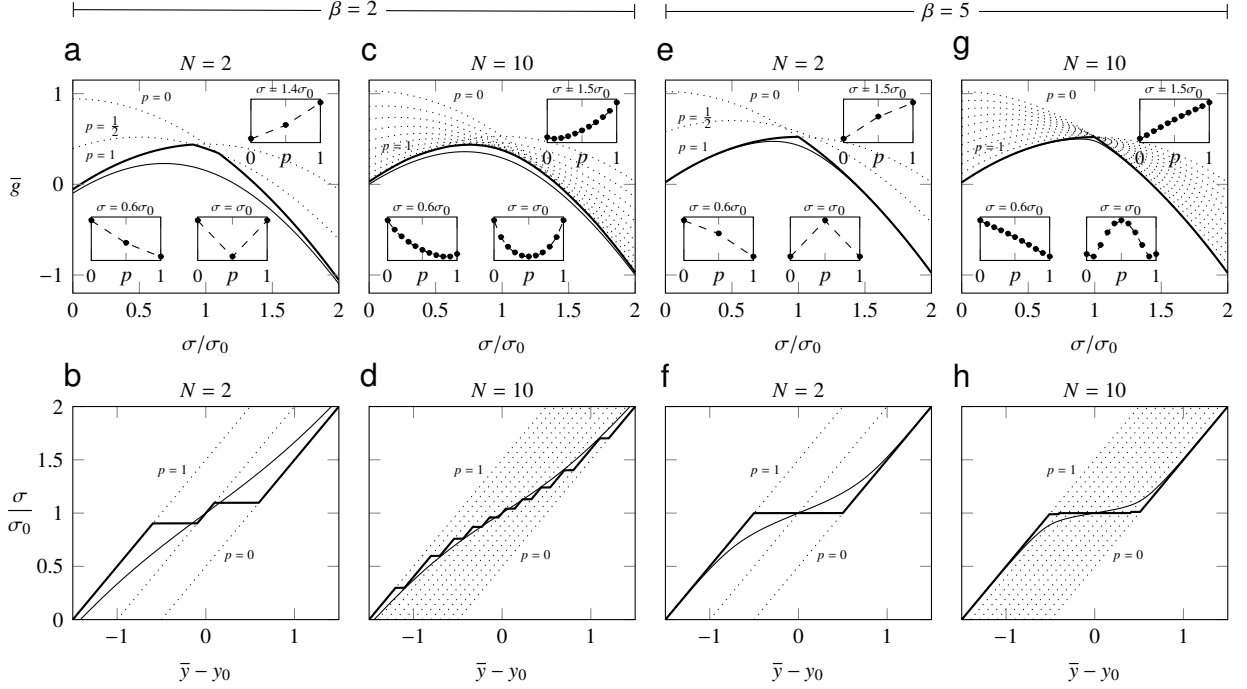 β = 2
β = 5
a
c
e
g
N = 2
N = 10
N = 2
N = 10
1
0
−1
g̅
p = 0
p = 1/2
p = 1
σ = 1.4σ0
0 p 1
σ = 0.6σ0
0 p 1
σ = σ0
0 p 1
0 0.5 1 1.5 2
σ/σ0
p = 0
p = 1
σ = 1.5σ0
0 p 1
σ = 0.6σ0
0 p 1
σ = σ0
0 p 1
0 0.5 1 1.5 2
σ/σ0
p = 0
p = 1/2
p = 1
σ = 1.5σ0
0 p 1
σ = 0.6σ0
0 p 1
σ = σ0
0 p 1
0 0.5 1 1.5 2
σ/σ0
p = 0
p = 1
σ = 1.5σ0
0 p 1
σ = 0.6σ0
0 p 1
σ = σ0
0 p 1
0 0.5 1 1.5 2
σ/σ0
b
d
f
h
N = 2
N = 10
N = 2
N = 10
2
1.5
1
0.5
0
σ/σ0
p = 1
p = 0
−1 0 1
y̅ − y0
p = 1
p = 0
−1 0 1
y̅ − y0
p = 1
p = 0
−1 0 1
y̅ − y0
p = 1
p = 0
−1 0 1
y̅ − y0